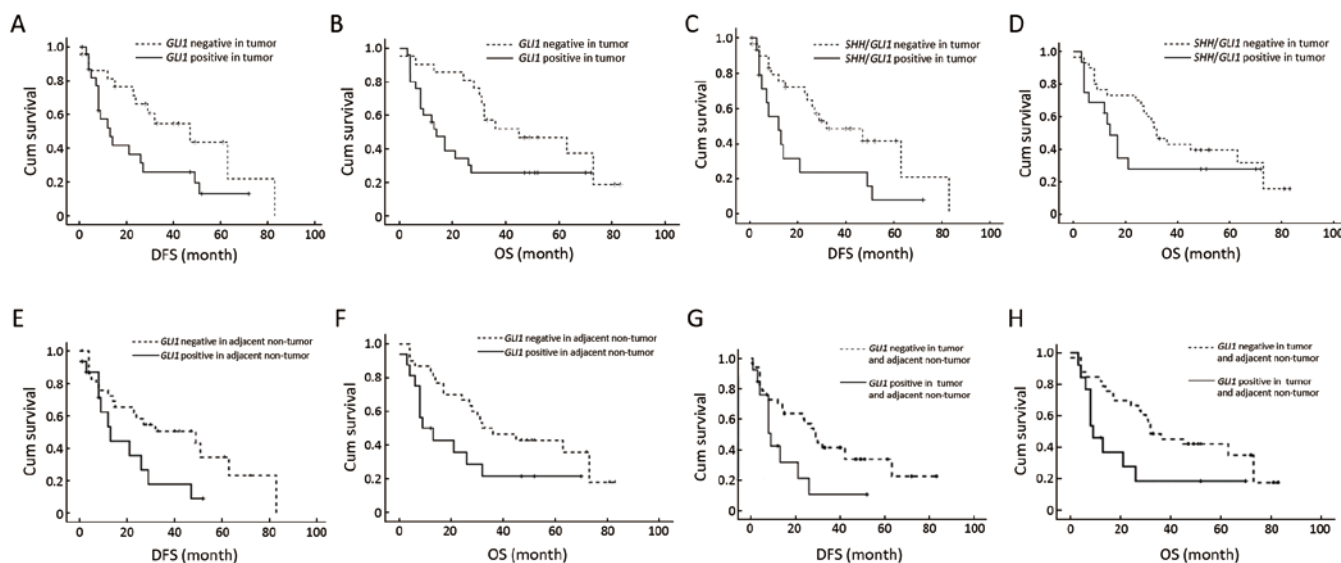 A
GLI1 negative in tumor
GLI1 positive in tumor
Cum survival
1.0
0.8
0.6
0.4
0.2
0
0 20 40 60 80 100
DFS (month)
B
GLI1 negative in tumor
GLI1 positive in tumor
Cum survival
1.0
0.8
0.6
0.4
0.2
0
0 20 40 60 80 100
OS (month)
C
SHH/GLI1 negative in tumor
SHH/GLI1 positive in tumor
Cum survival
1.0
0.8
0.6
0.4
0.2
0
0 20 40 60 80 100
DFS (month)
D
SHH/GLI1 negative in tumor
SHH/GLI1 positive in tumor
Cum survival
1.0
0.8
0.6
0.4
0.2
0
0 20 40 60 80 100
OS (month)
E
GLI1 negative in adjacent non-tumor
GLI1 positive in adjacent non-tumor
Cum survival
1.0
0.8
0.6
0.4
0.2
0
0 20 40 60 80 100
DFS (month)
F
GLI1 negative in adjacent non-tumor
GLI1 positive in adjacent non-tumor
Cum survival
1.0
0.8
0.6
0.4
0.2
0
0 20 40 60 80 100
OS (month)
G
GLI1 negative in tumor
and adjacent non-tumor
GLI1 positive in tumor
and adjacent non-tumor
Cum survival
1.0
0.8
0.6
0.4
0.2
0
0 20 40 60 80 100
DFS (month)
H
GLI1 negative in tumor
and adjacent non-tumor
GLI1 positive in tumor
and adjacent non-tumor
Cum survival
1.0
0.8
0.6
0.4
0.2
0
0 20 40 60 80 100
OS (month)